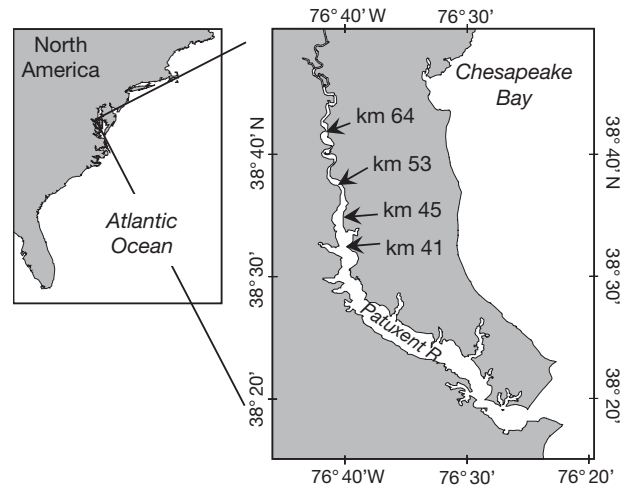 North
America
Atlantic
Ocean
76°40' W
76°30'
Chesapeake
Bay
km 64
km 53
km 45
km 41
Patuxent R.
38°40' N
38°30'
38°20'
38°40' N
38°30'
38°20'
76°40'W
76°30'
76°20'